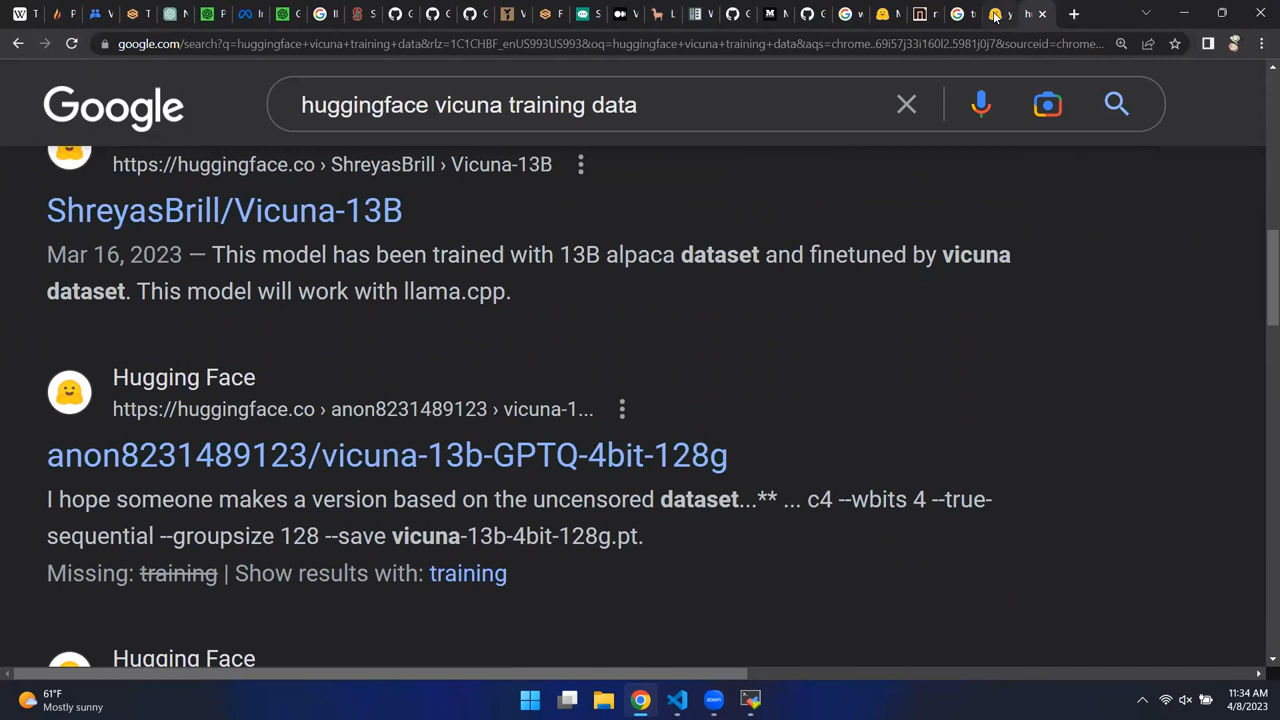 google.com/search?q=huggingface+vicuna+training+data&rlz=1C1CHBF_enUS993US993&oq=huggingface+vicuna+training+data&aqs=chrome..69i57j33i160l2.5981j0j7&sourceid=chrome...
Google
huggingface vicuna training data
https://huggingface.co › ShreyasBrill › Vicuna-13B
ShreyasBrill/Vicuna-13B
Mar 16, 2023 — This model has been trained with 13B alpaca dataset and finetuned by vicuna
dataset. This model will work with llama.cpp.
Hugging Face
https://huggingface.co › anon8231489123 › vicuna-1...
anon8231489123/vicuna-13b-GPTQ-4bit-128g
I hope someone makes a version based on the uncensored dataset...** ... c4 --wbits 4 --true-
sequential --groupsize 128 --save vicuna-13b-4bit-128g.pt.
Missing: training | Show results with: training
Hugging Face
61°F
Mostly sunny
zoom
11:34 AM
4/8/2023